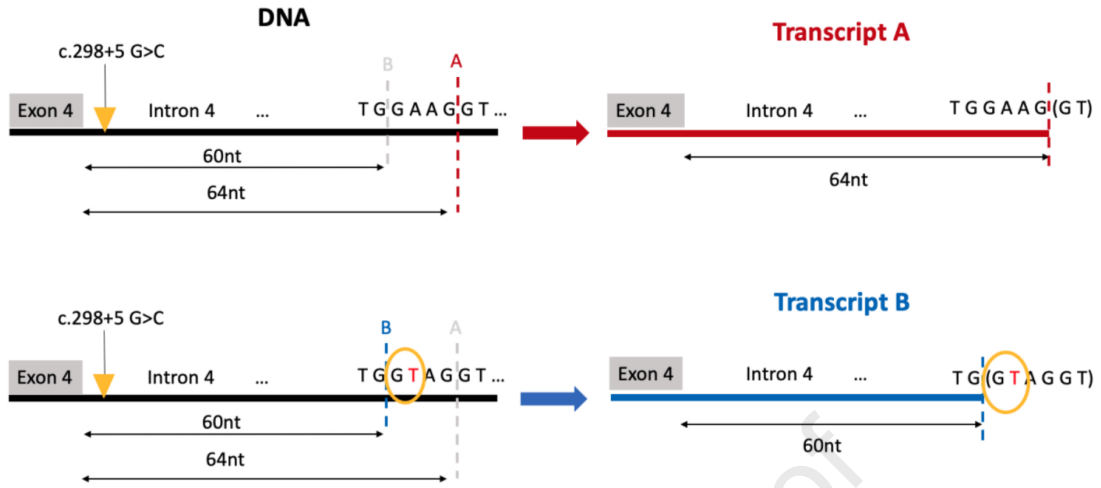 DNA
Transcript A
c.298+5 G>C
B
A
Exon 4
Intron 4
...
T G G A A G G T ...
60nt
64nt
Exon 4
Intron 4
...
T G G A A G (G T)
64nt
Transcript B
c.298+5 G>C
B
A
Exon 4
Intron 4
...
T G G T A G G T ...
60nt
64nt
Exon 4
Intron 4
...
T G (G T A G G T)
60nt